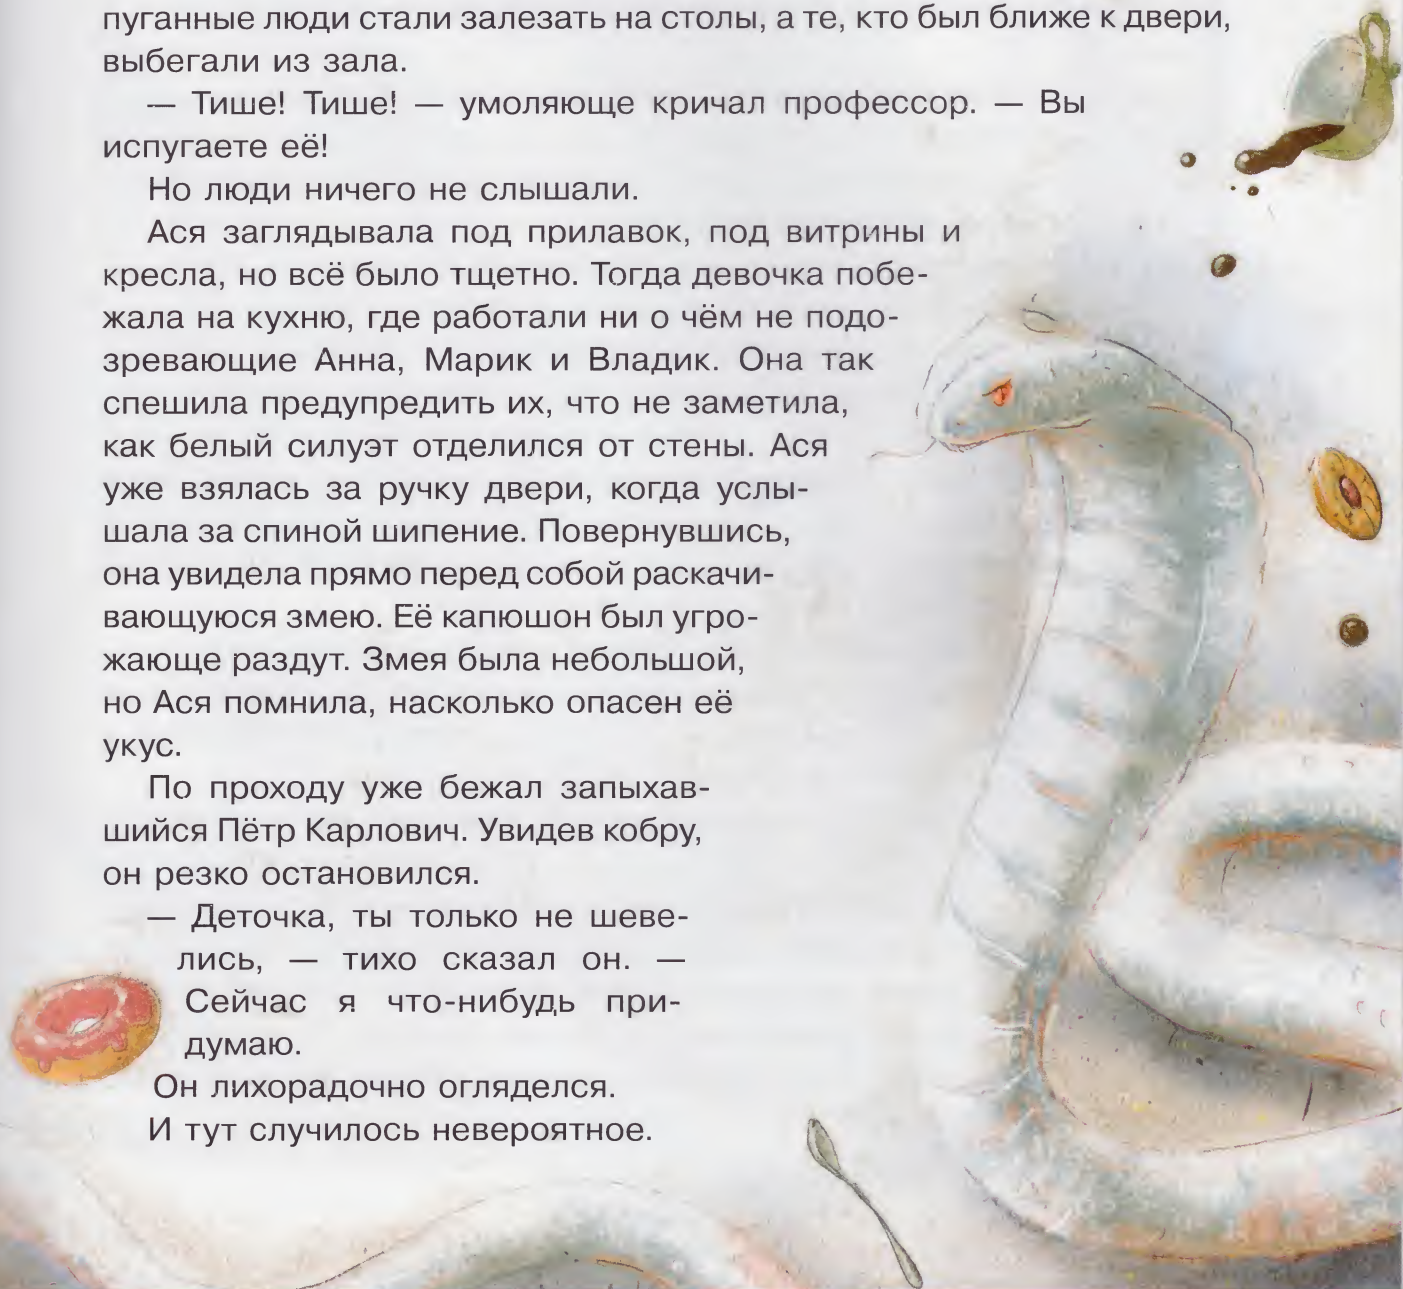 пуганные люди стали залезать на столы, а те, кто был ближе к двери,
выбегали из зала.
— Тише! Тише! — умоляюще кричал профессор. — Вы
испугаете её!
Но люди ничего не слышали.
Ася заглядывала под прилавок, под витрины и
кресла, но всё было тщетно. Тогда девочка побе-
жала на кухню, где работали ни о чём не подо-
зревающие Анна, Марик и Владик. Она так
спешила предупредить их, что не заметила,
как белый силуэт отделился от стены. Ася
уже взялась за ручку двери, когда услы-
шала за спиной шипение. Повернувшись,
она увидела прямо перед собой раскачи-
вающуюся змею. Её капюшон был угро-
жающе раздут. Змея была небольшой,
но Ася помнила, насколько опасен её
укус.
По проходу уже бежал запыхав-
шийся Пётр Карлович. Увидев кобру,
он резко остановился.
— Деточка, ты только не шеве-
лись, — тихо сказал он. —
Сейчас я что-нибудь при-
думаю.
Он лихорадочно огляделся.
И тут случилось невероятное.